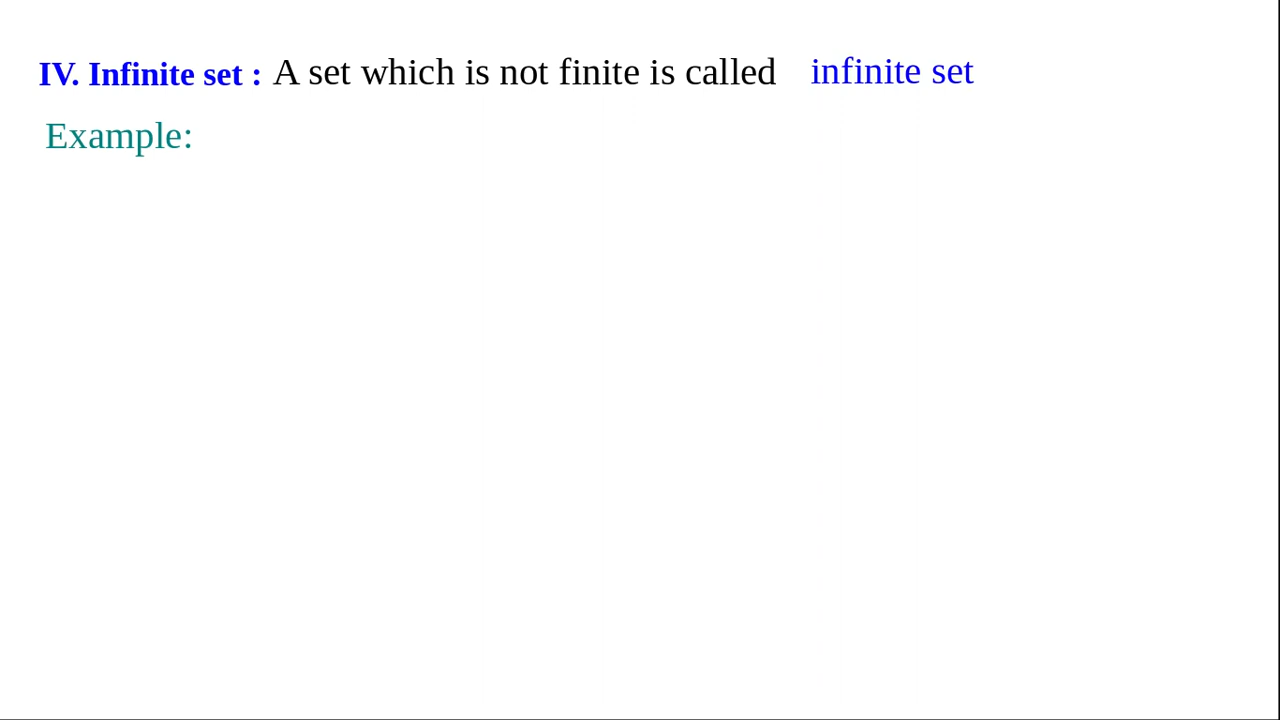 IV. Infinite set : A set which is not finite is called infinite set
Example: